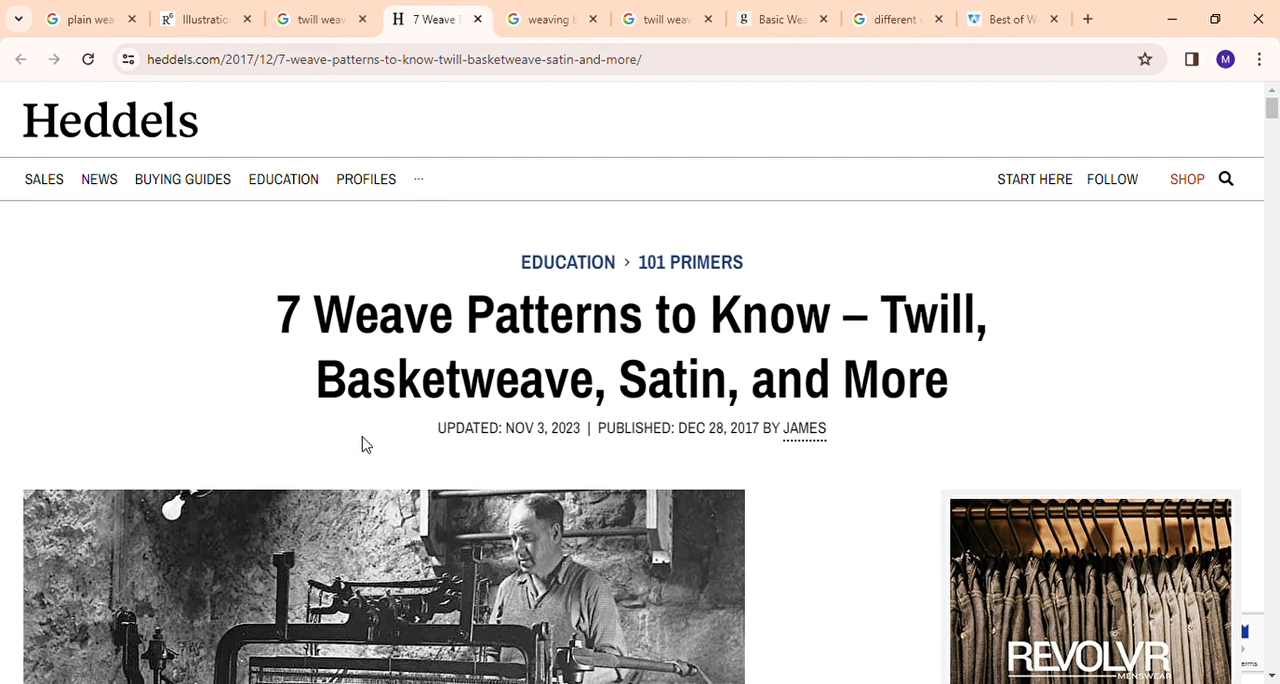 plain wea
Illustratio
twill weav
7 Weave P
weaving b
twill weav
Basic Wea
different v
Best of W
heddels.com/2017/12/7-weave-patterns-to-know-twill-basketweave-satin-and-more/
M
Heddels
SALES NEWS BUYING GUIDES EDUCATION PROFILES ...
START HERE FOLLOW SHOP
EDUCATION > 101 PRIMERS
7 Weave Patterns to Know – Twill,
Basketweave, Satin, and More
UPDATED: NOV 3, 2023 | PUBLISHED: DEC 28, 2017 BY JAMES
REVOLVR
MENSWEAR